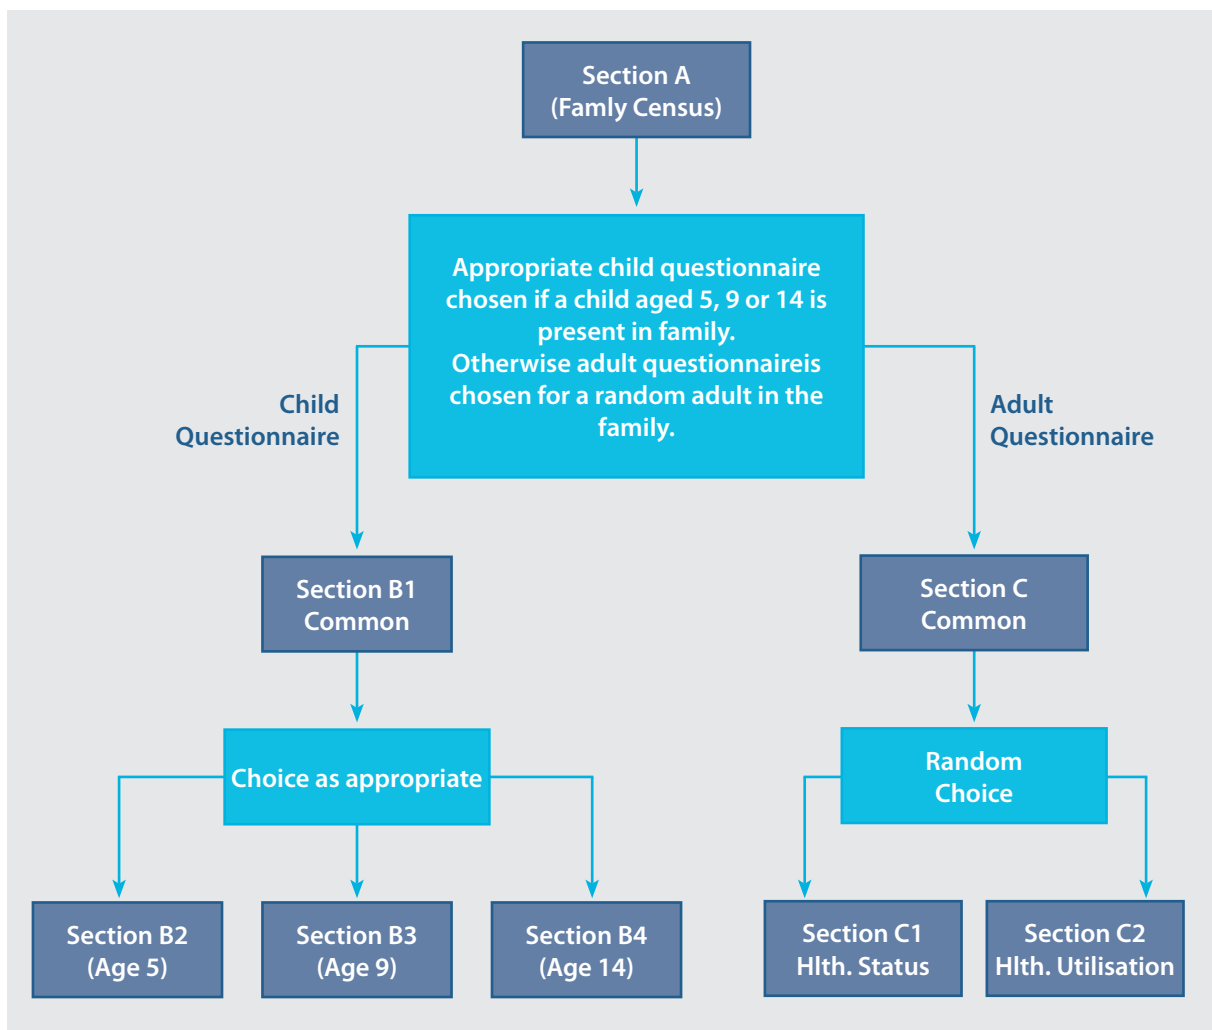 Section A
(Famly Census)
Appropriate child questionnaire
chosen if a child aged 5, 9 or 14 is
present in family.
Otherwise adult questionnaireis
chosen for a random adult in the
family.
Child
Questionnaire
Adult
Questionnaire
Section B1
Common
Section C
Common
Choice as appropriate
Random
Choice
Section B2
(Age 5)
Section B3
(Age 9)
Section B4
(Age 14)
Section C1
Hlth. Status
Section C2
Hlth. Utilisation